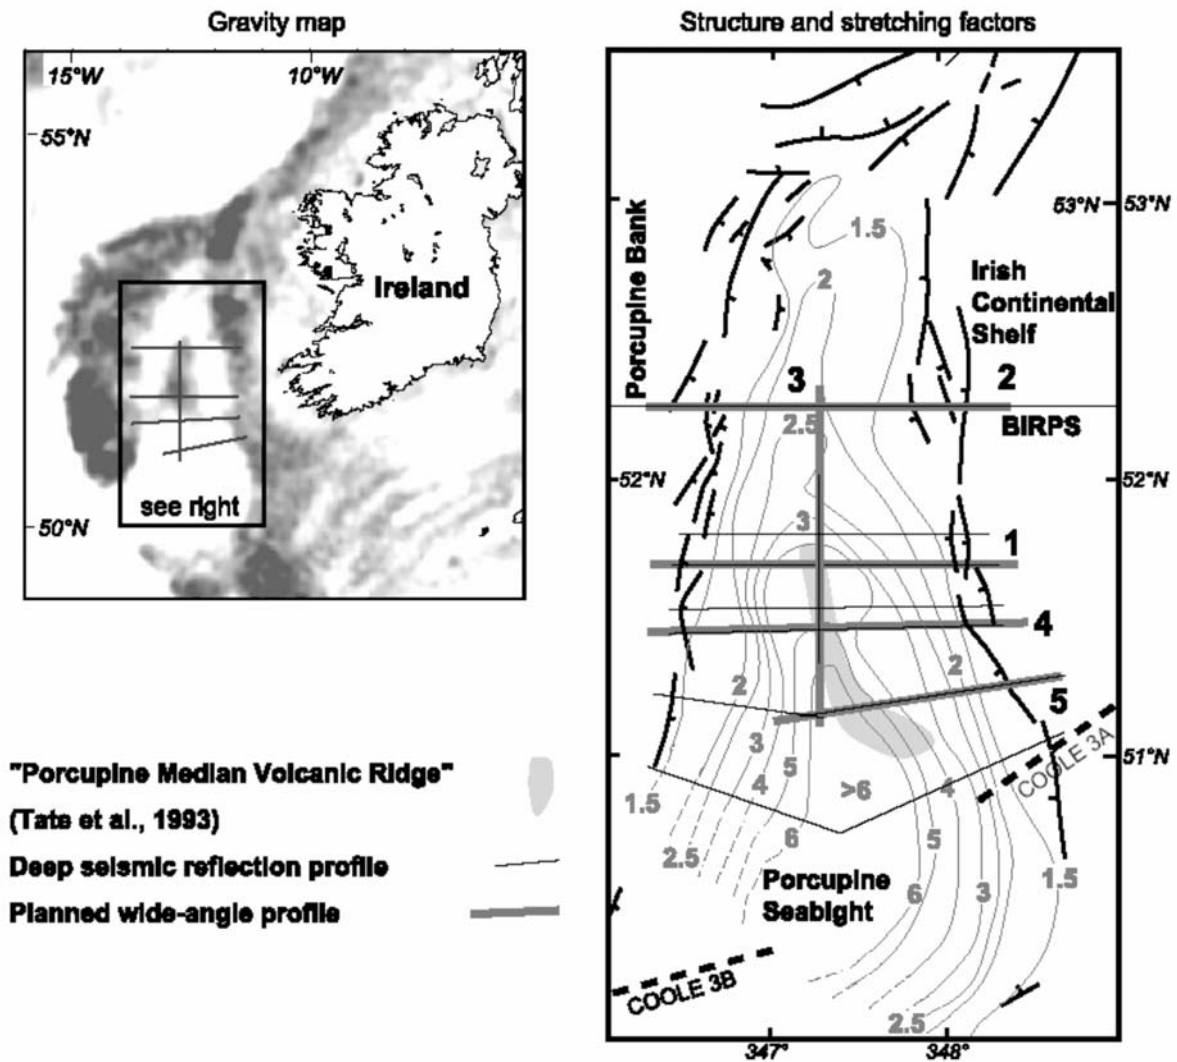 Gravity map
15°W
10°W
55°N
Ireland
50°N
see right
"Porcupine Median Volcanic Ridge"
(Tate et al., 1993)
Deep seismic reflection profile
Planned wide-angle profile
Structure and stretching factors
Porcupine Bank
53°N
53°N
1.5
Irish
Continental
Shelf
2
3
2
2.5
BIRPS
52°N
52°N
3
1
4
2
2
5
3
5
COOLE 3A
51°N
4
>6
4
1.5
6
5
2.5
Porcupine
Seabight
6
3
1.5
COOLE 3B
2.5
347°
348°